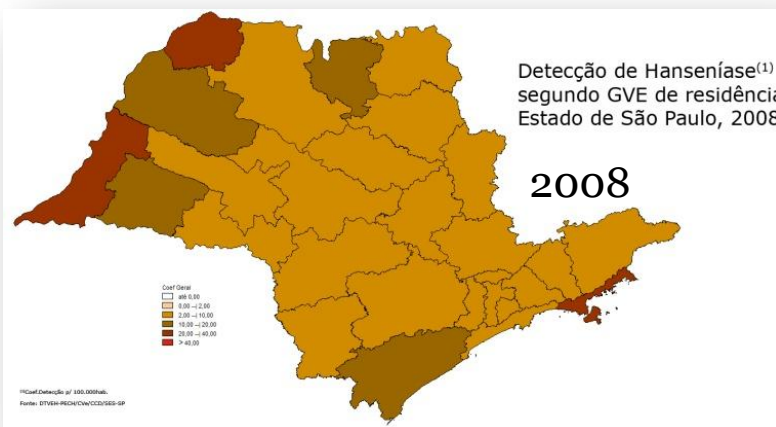 Detecção de Hanseníase⁽¹⁾
segundo GVE de residência
Estado de São Paulo, 2008
2008
Coef Geral
até 0,00
0,00 --| 2,00
2,00 --| 10,00
10,00 --| 20,00
20,00 --| 40,00
> 40,00
⁽¹⁾Coef.Detecção p/ 100.000hab.
Fonte: DTVEH-PECH/CVE/CCD/SES-SP